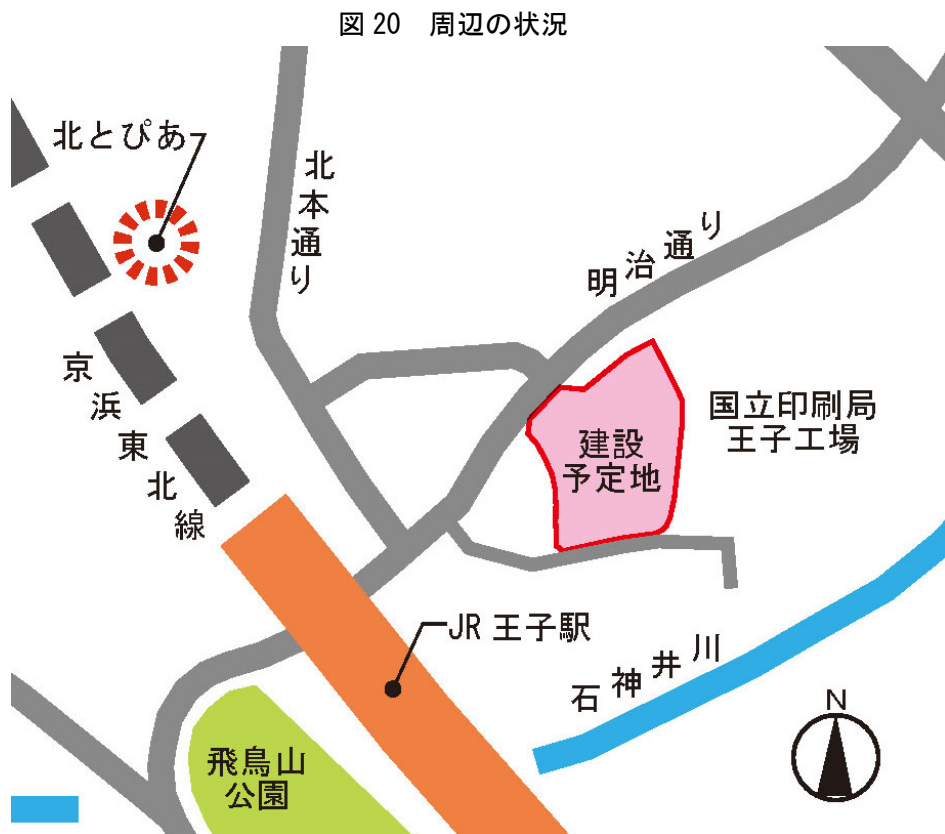 図20 周辺の状況
北とぴあ
北本通り
明治通り
京浜東北線
国立印刷局
王子工場
建設
予定地
JR王子駅
石神井川
飛鳥山
公園
N